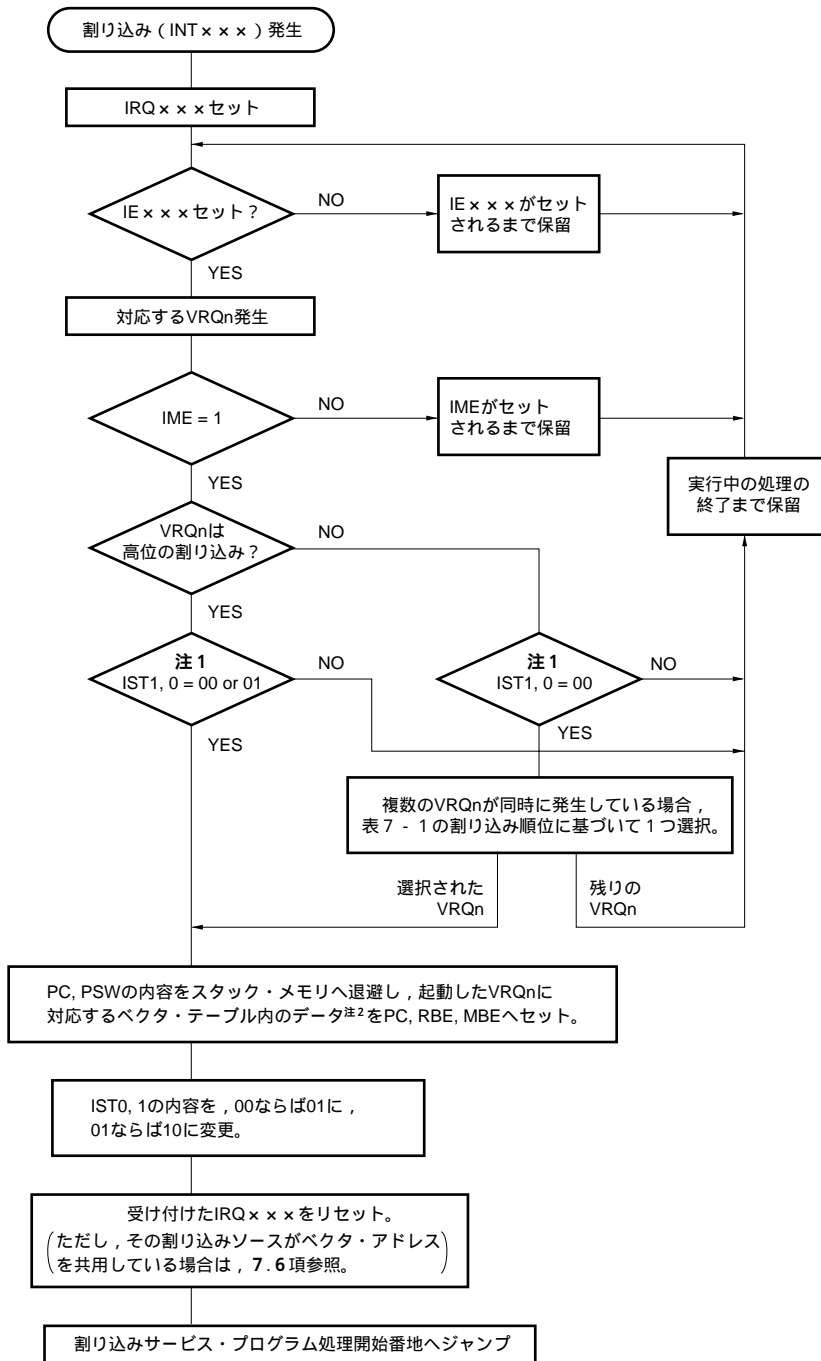 割り込み（INT×××）発生
IRQ×××セット
IE×××セット？
NO
IE×××がセット
されるまで保留
YES
対応するVRQn発生
IME = 1
NO
IMEがセット
されるまで保留
YES
実行中の処理の
終了まで保留
VRQnは
高位の割り込み？
NO
YES
注1
IST1, 0 = 00 or 01
NO
注1
IST1, 0 = 00
NO
YES
YES
複数のVRQnが同時に発生している場合，
表7-1の割り込み順位に基づいて1つ選択。
選択された
VRQn
残りの
VRQn
PC, PSWの内容をスタック・メモリへ退避し，起動したVRQnに
対応するベクタ・テーブル内のデータ注2をPC, RBE, MBEへセット。
IST0, 1の内容を，00ならば01に，
01ならば10に変更。
受け付けたIRQ×××をリセット。
（ただし，その割り込みソースがベクタ・アドレス
を共用している場合は，7.6項参照。）
割り込みサービス・プログラム処理開始番地へジャンプ